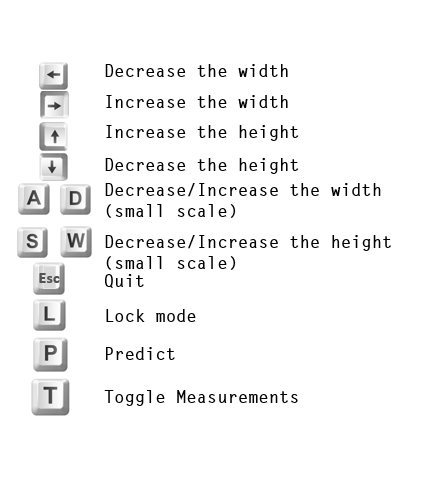 ← Decrease the width
→ Increase the width
↑ Increase the height
↓ Decrease the height
A D Decrease/Increase the width
(small scale)
S W Decrease/Increase the height
(small scale)
Esc Quit
L Lock mode
P Predict
T Toggle Measurements